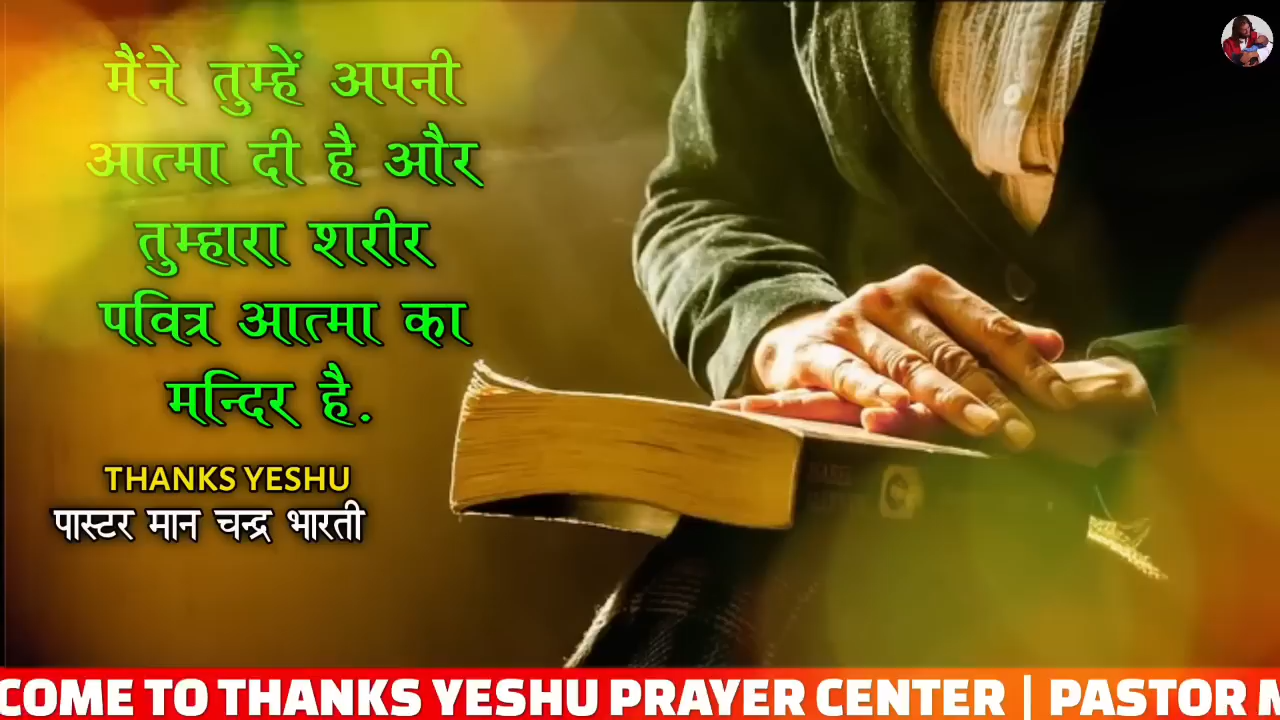 मैंने तुम्हें अपनी
आत्मा दी है और
तुम्हारा शरीर
पवित्र आत्मा का
मन्दिर है.
THANKS YESHU
पास्टर मान चन्द्र भारती
COME TO THANKS YESHU PRAYER CENTER | PASTOR